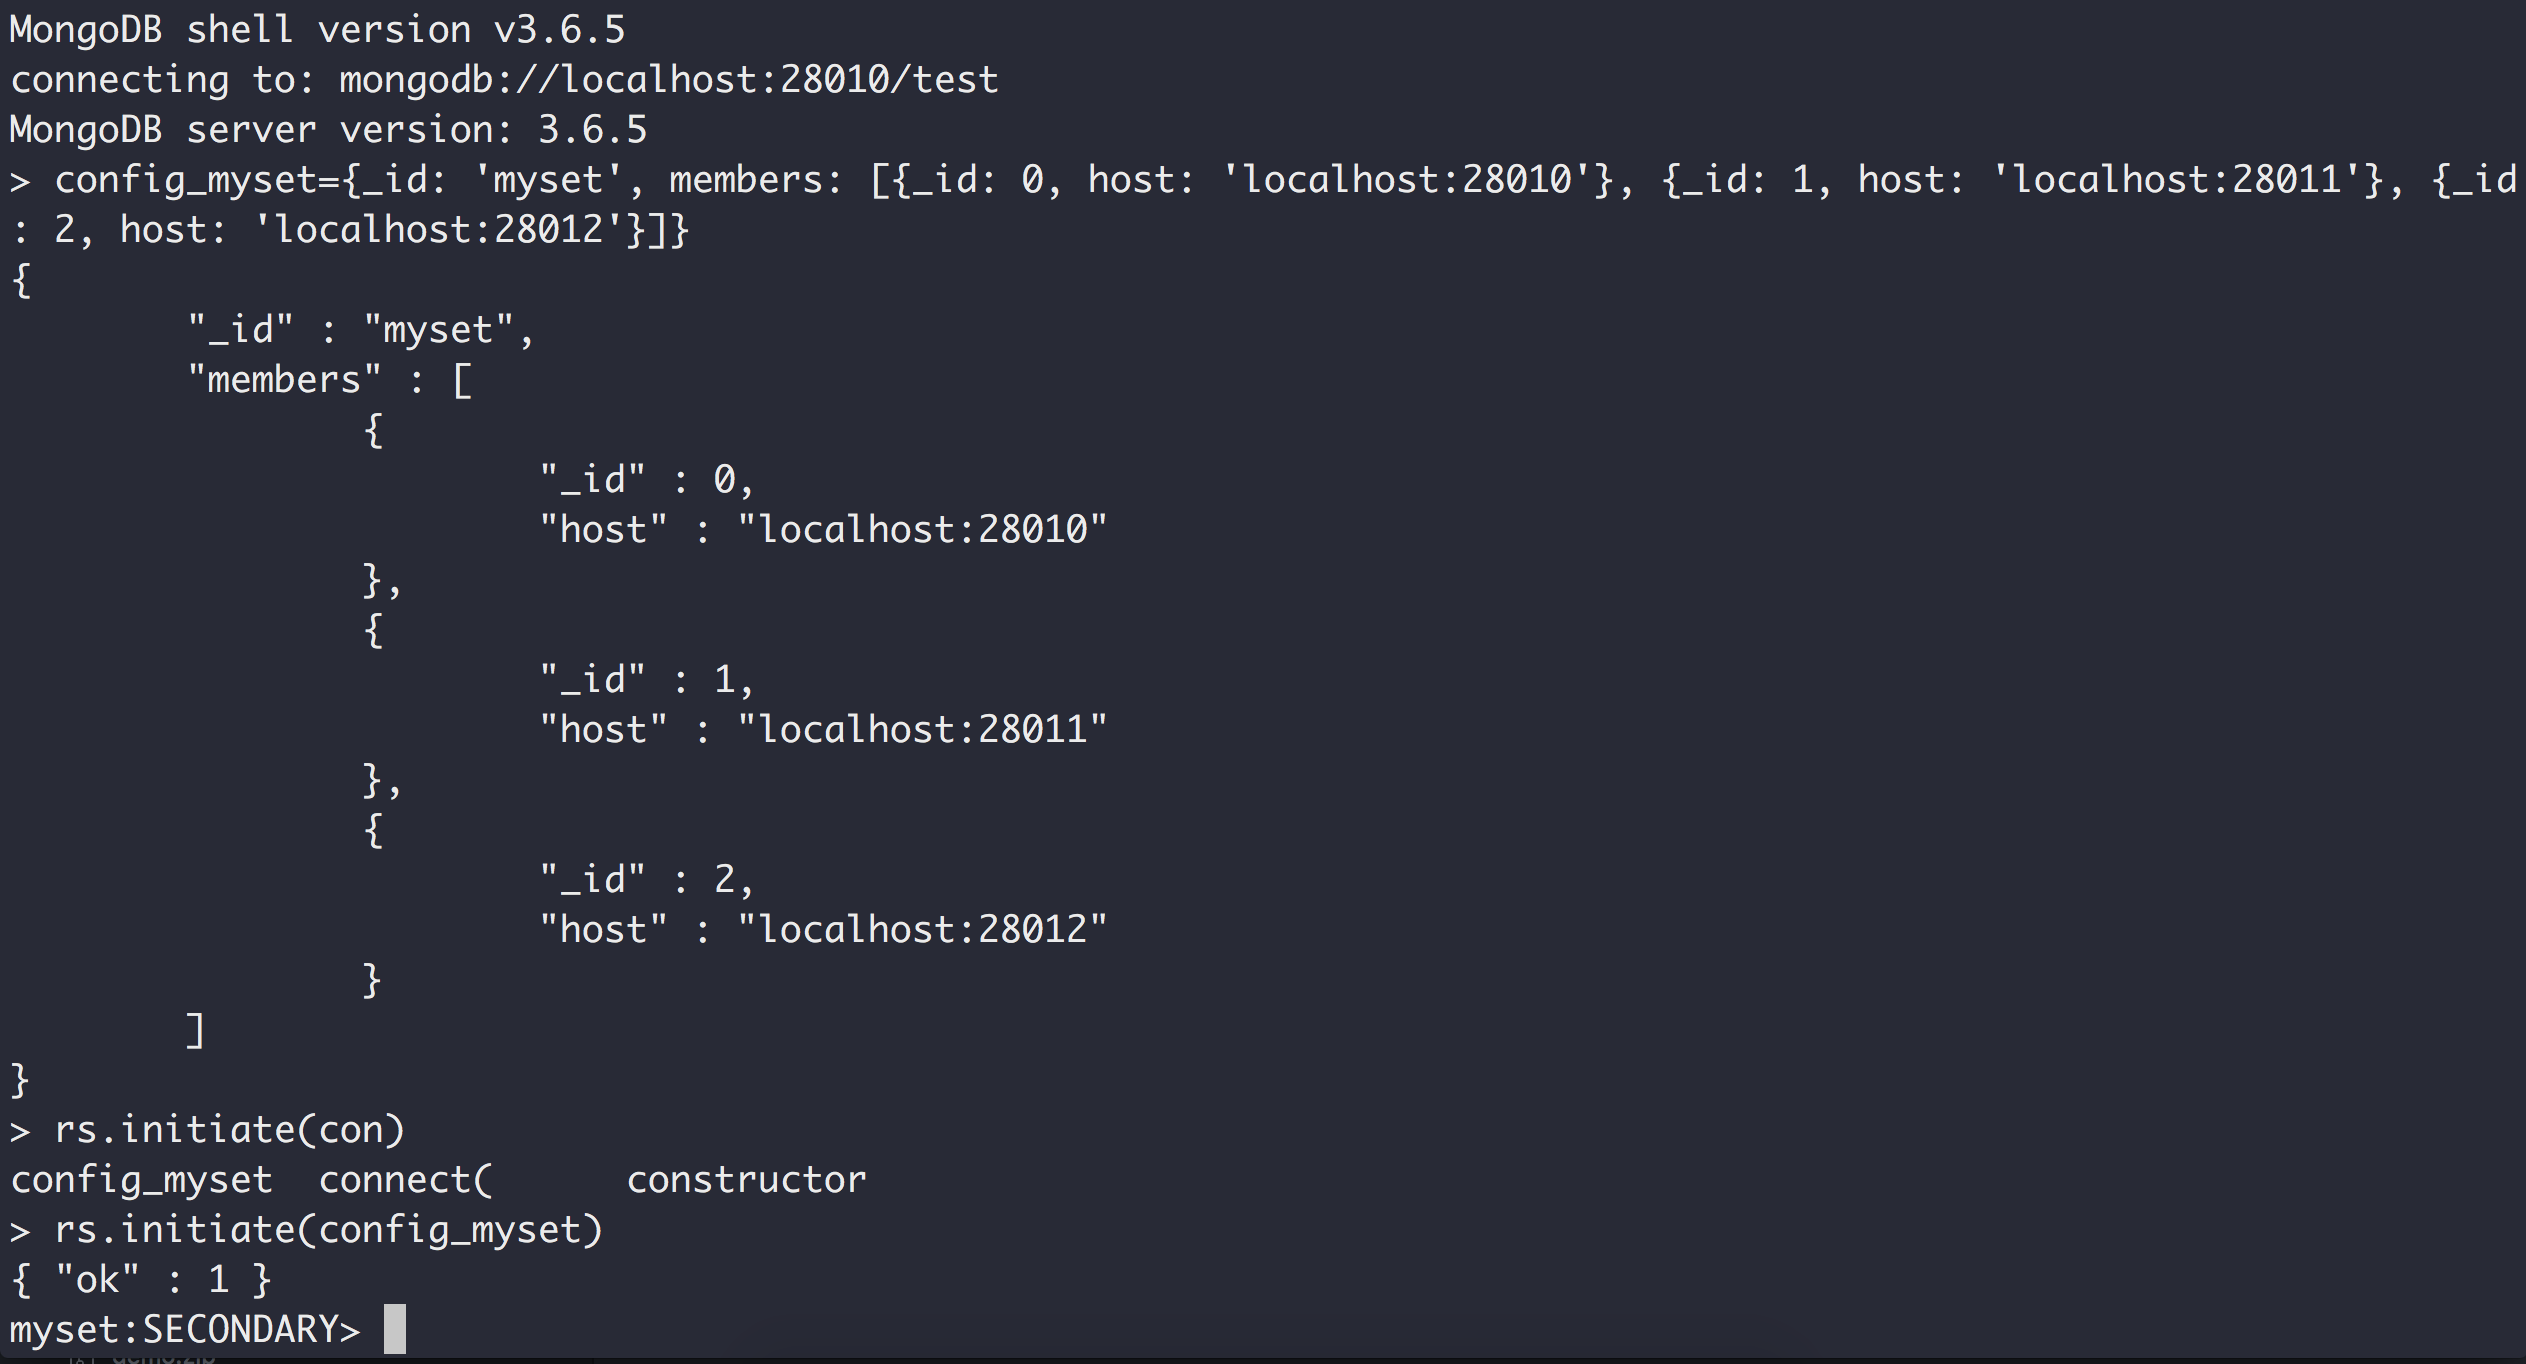 MongoDB shell version v3.6.5
connecting to: mongodb://localhost:28010/test
MongoDB server version: 3.6.5
> config_myset={_id: 'myset', members: [{_id: 0, host: 'localhost:28010'}, {_id: 1, host: 'localhost:28011'}, {_id
: 2, host: 'localhost:28012'}]}
{
        "_id" : "myset",
        "members" : [
                {
                        "_id" : 0,
                        "host" : "localhost:28010"
                },
                {
                        "_id" : 1,
                        "host" : "localhost:28011"
                },
                {
                        "_id" : 2,
                        "host" : "localhost:28012"
                }
        ]
}
> rs.initiate(con)
config_myset  connect(      constructor
> rs.initiate(config_myset)
{ "ok" : 1 }
myset:SECONDARY>